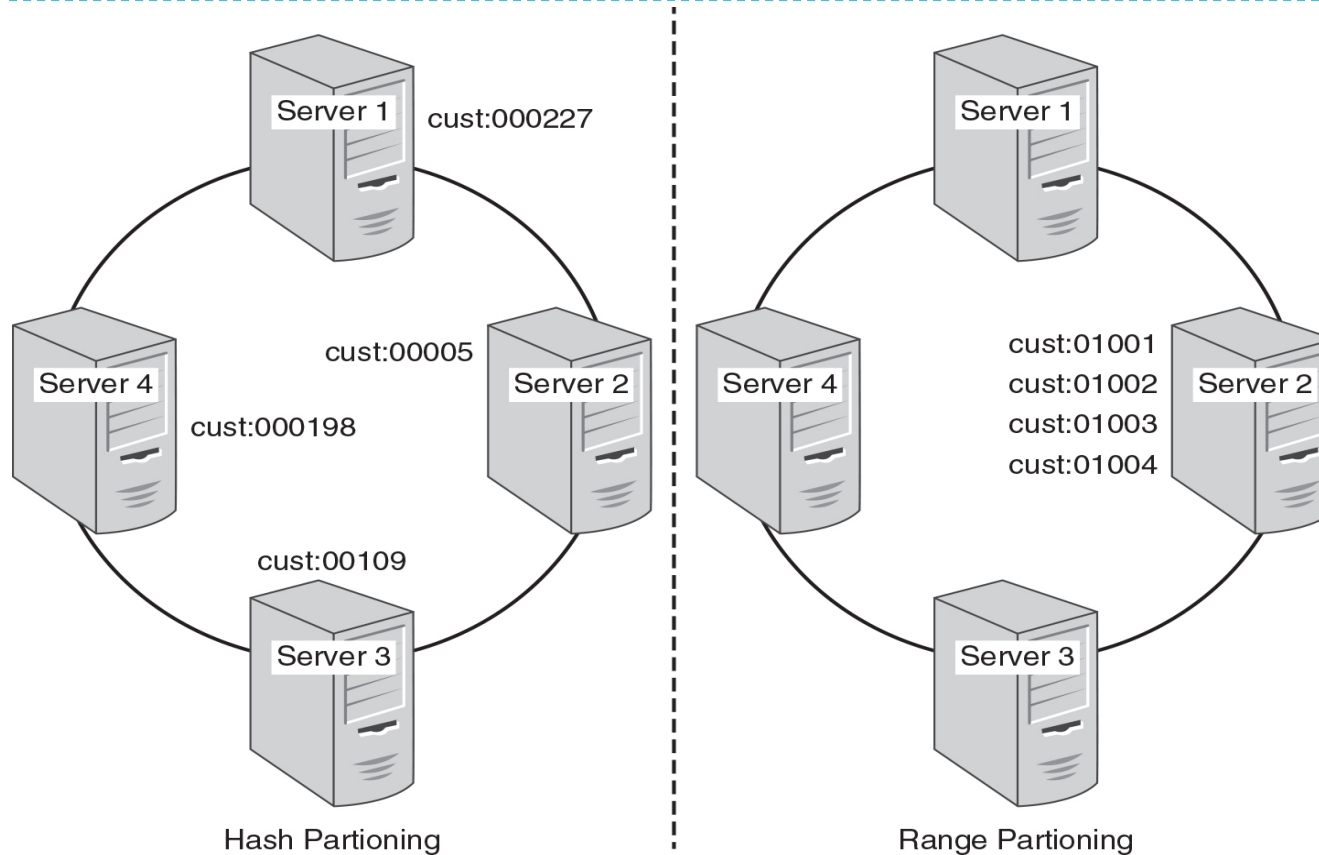 Server 1
cust:000227
cust:00005
Server 2
Server 4
cust:000198
cust:00109
Server 3
Hash Partioning
Server 1
Server 4
cust:01001
cust:01002
cust:01003
cust:01004
Server 2
Server 3
Range Partioning